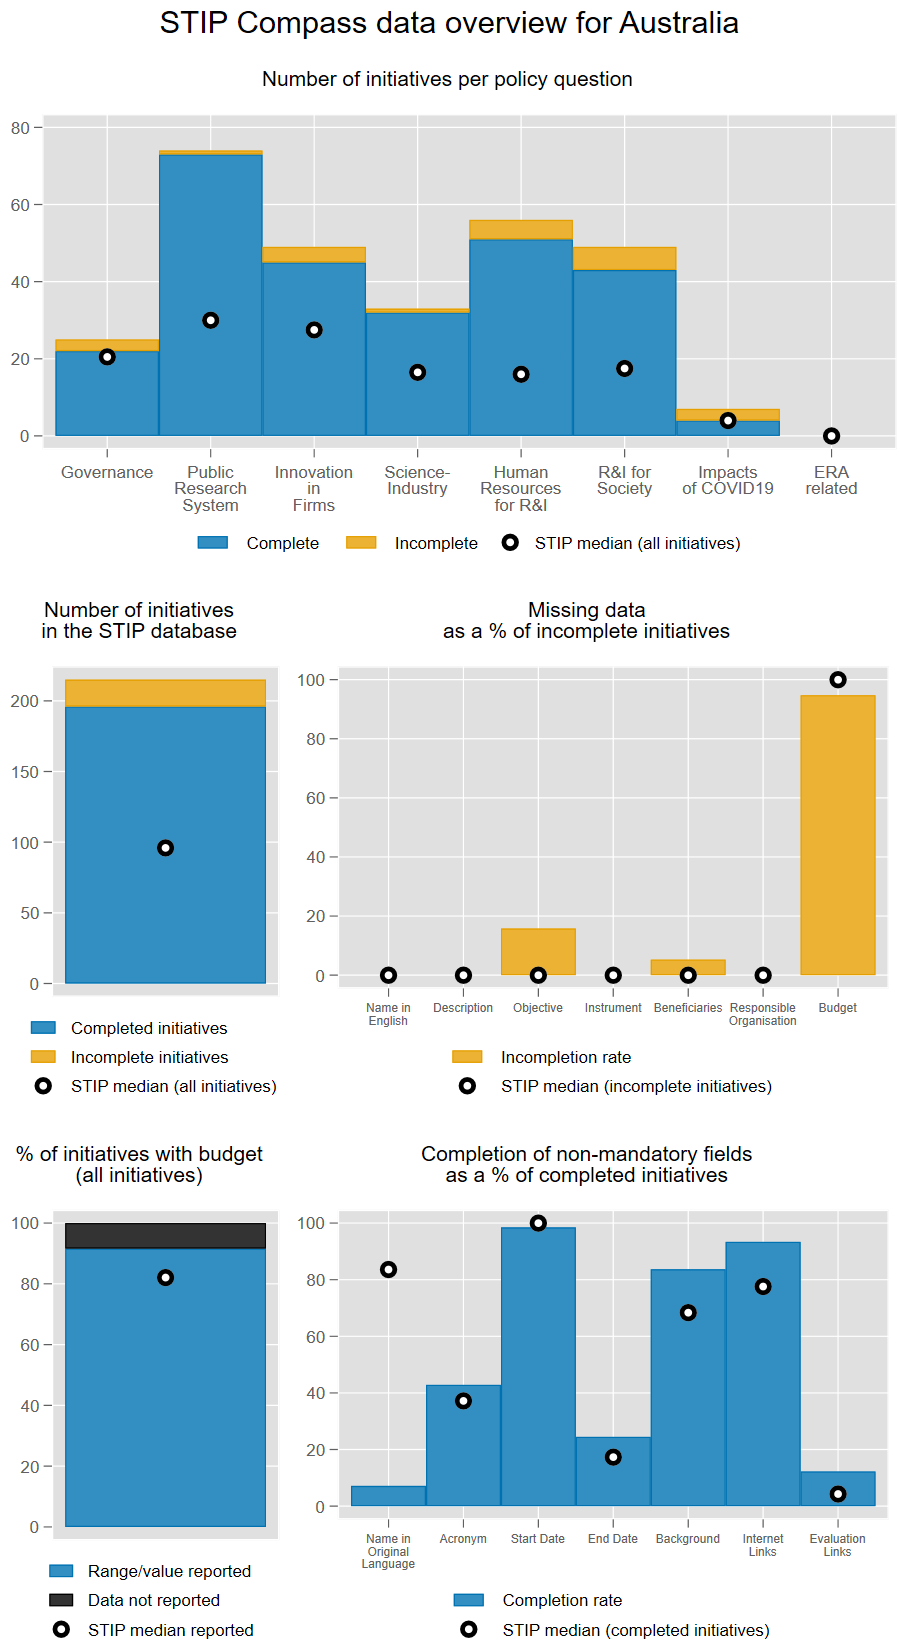 STIP Compass data overview for Australia
Number of initiatives per policy question
80
60
40
20
0
Governance
Public
Research
System
Innovation
in
Firms
Science-
Industry
Human
Resources
for R&I
R&I for
Society
Impacts
of COVID19
ERA
related
Complete
Incomplete
STIP median (all initiatives)
Number of initiatives
in the STIP database
200
150
100
50
0
Completed initiatives
Incomplete initiatives
STIP median (all initiatives)
Missing data
as a % of incomplete initiatives
100
80
60
40
20
0
Name in
English
Description
Objective
Instrument
Beneficiaries
Responsible
Organisation
Budget
Incompletion rate
STIP median (incomplete initiatives)
% of initiatives with budget
(all initiatives)
100
80
60
40
20
0
Range/value reported
Data not reported
STIP median reported
Completion of non-mandatory fields
as a % of completed initiatives
100
80
60
40
20
0
Name in
Original
Language
Acronym
Start Date
End Date
Background
Internet
Links
Evaluation
Links
Completion rate
STIP median (completed initiatives)